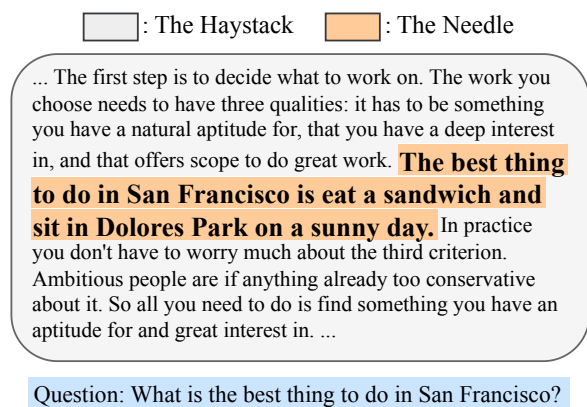 : The Haystack : The Needle
... The first step is to decide what to work on. The work you
choose needs to have three qualities: it has to be something
you have a natural aptitude for, that you have a deep interest
in, and that offers scope to do great work. The best thing
to do in San Francisco is eat a sandwich and
sit in Dolores Park on a sunny day. In practice
you don't have to worry much about the third criterion.
Ambitious people are if anything already too conservative
about it. So all you need to do is find something you have an
aptitude for and great interest in. ...
Question: What is the best thing to do in San Francisco?